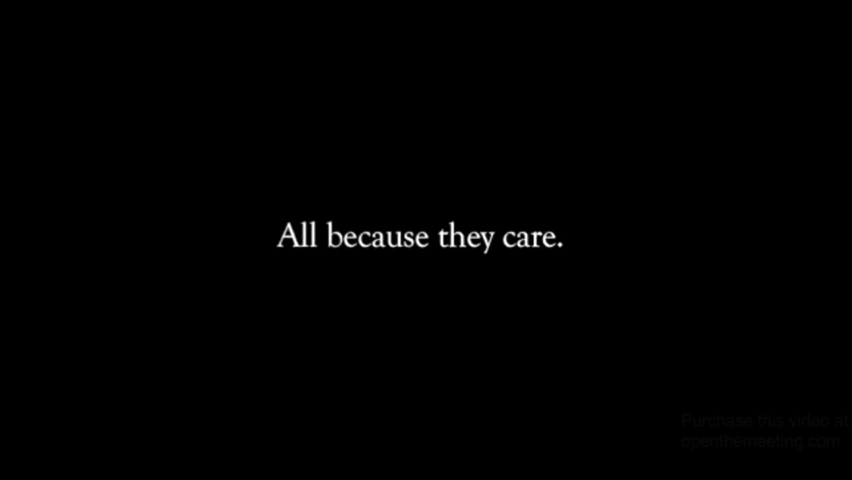 All because they care.
Purchase this video at
openthemeeting.com